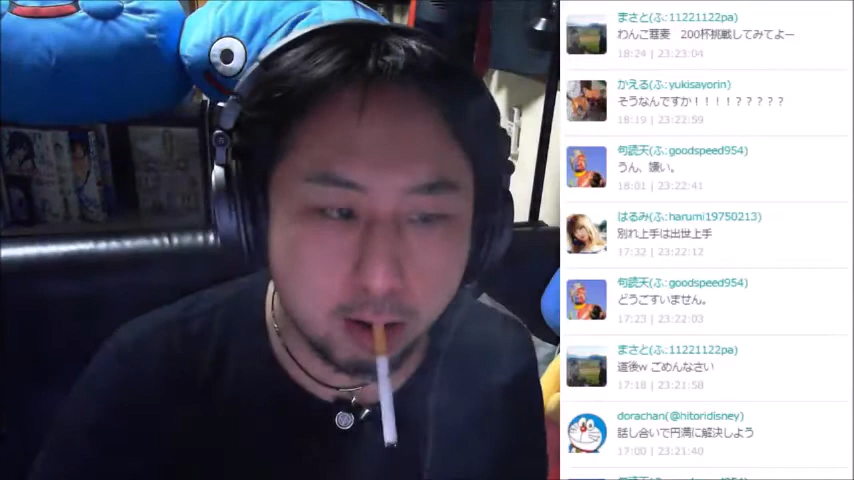 まさと(ふ:11221122pa)
わんこ蕎麦　200杯挑戦してみてよー
18:24 | 23:23:04
かえる(ふ:yukisayorin)
そうなんですか！！！！？？？？？
18:19 | 23:22:59
句読天(ふ:goodspeed954)
うん、嫌い。
18:01 | 23:22:41
はるみ(ふ:harumi19750213)
別れ上手は出世上手
17:32 | 23:22:12
句読天(ふ:goodspeed954)
どうごすいません。
17:23 | 23:22:03
まさと(ふ:11221122pa)
道後w ごめんなさい
17:18 | 23:21:58
dorachan(@hitoridisney)
話し合いで円満に解決しよう
17:00 | 23:21:40